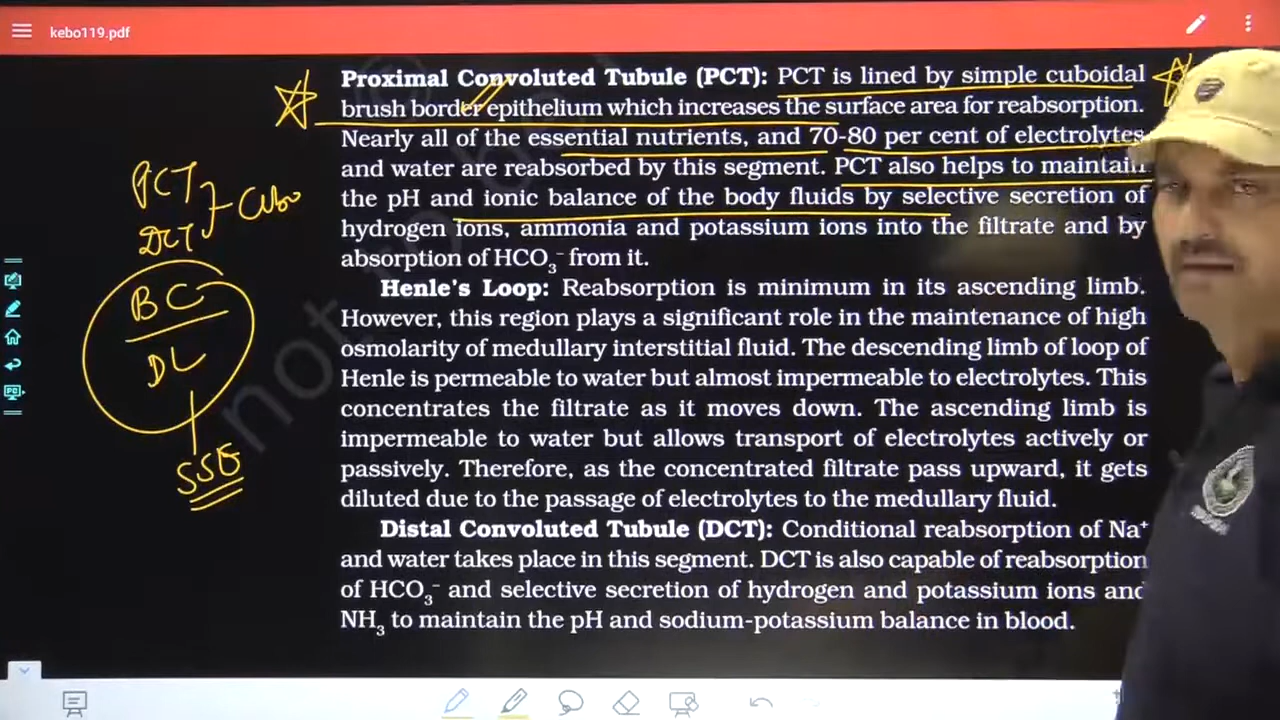 kebo119.pdf
Proximal Convoluted Tubule (PCT): PCT is lined by simple cuboidal
brush border epithelium which increases the surface area for reabsorption.
Nearly all of the essential nutrients, and 70-80 per cent of electrolytes
and water are reabsorbed by this segment. PCT also helps to maintain
the pH and ionic balance of the body fluids by selective secretion of
hydrogen ions, ammonia and potassium ions into the filtrate and by
absorption of HCO₃⁻ from it.
Henle's Loop: Reabsorption is minimum in its ascending limb.
However, this region plays a significant role in the maintenance of high
osmolarity of medullary interstitial fluid. The descending limb of loop of
Henle is permeable to water but almost impermeable to electrolytes. This
concentrates the filtrate as it moves down. The ascending limb is
impermeable to water but allows transport of electrolytes actively or
passively. Therefore, as the concentrated filtrate pass upward, it gets
diluted due to the passage of electrolytes to the medullary fluid.
Distal Convoluted Tubule (DCT): Conditional reabsorption of Na⁺
and water takes place in this segment. DCT is also capable of reabsorption
of HCO₃⁻ and selective secretion of hydrogen and potassium ions and
NH₃ to maintain the pH and sodium-potassium balance in blood.
PCT
DCT
Cubo
BC
DL
SSE
not to be